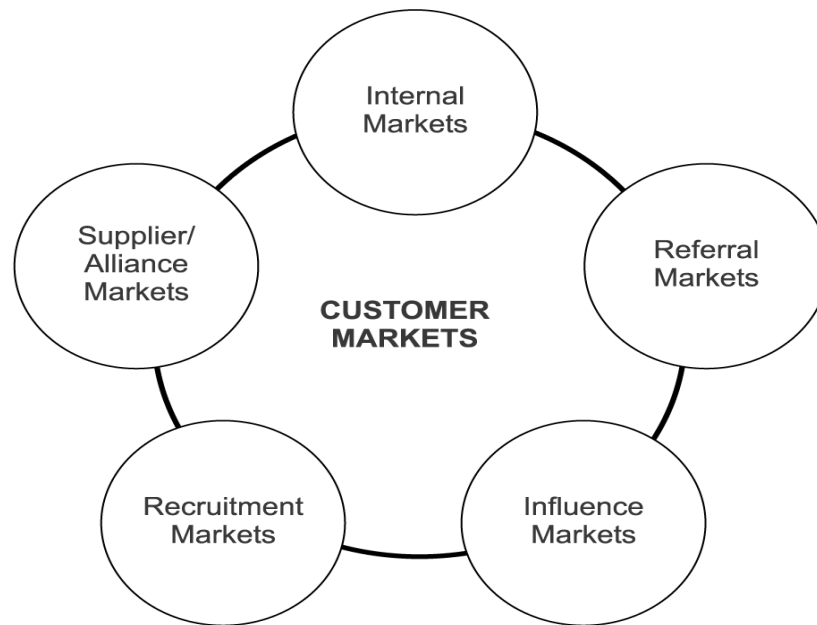 Internal
Markets
Supplier/
Alliance
Markets
Referral
Markets
CUSTOMER
MARKETS
Recruitment
Markets
Influence
Markets